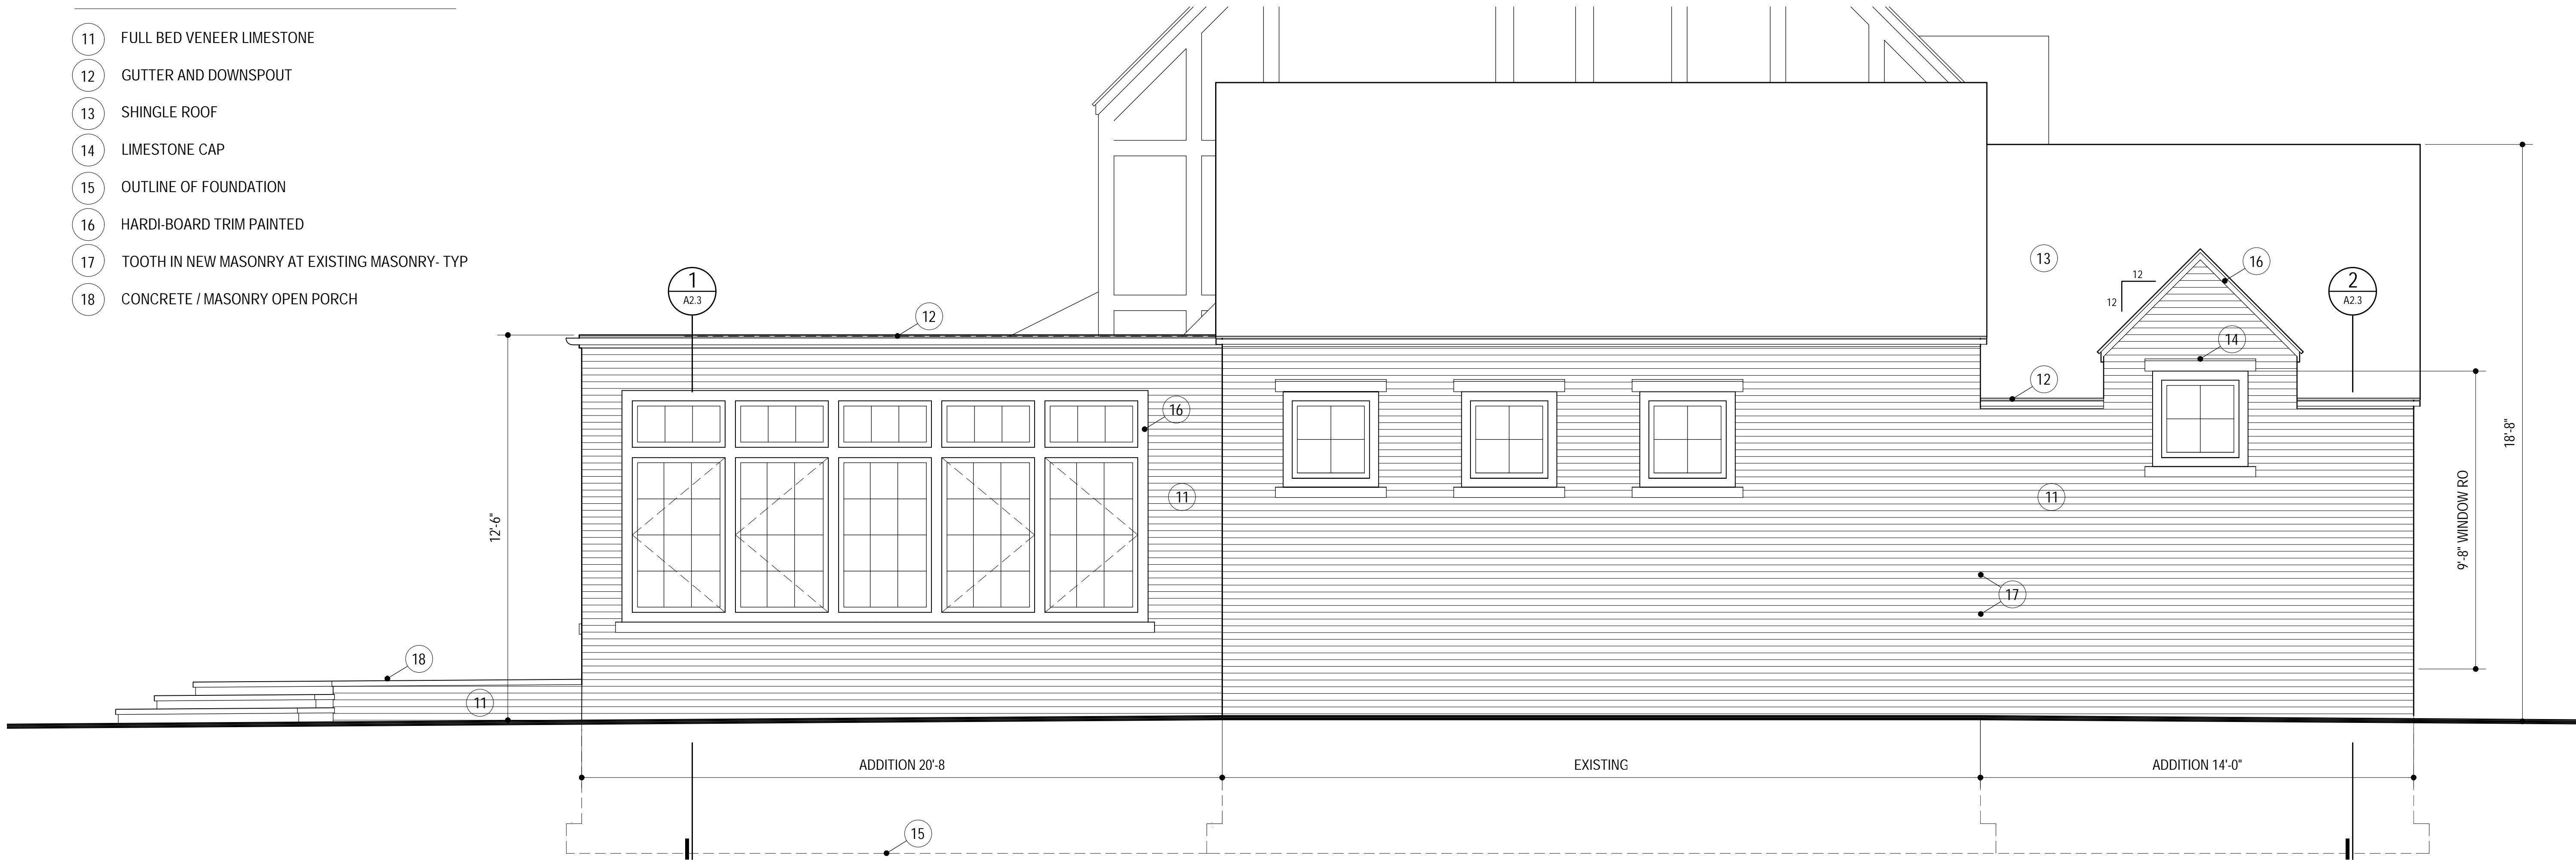 11 FULL BED VENEER LIMESTONE
12 GUTTER AND DOWNSPOUT
13 SHINGLE ROOF
14 LIMESTONE CAP
15 OUTLINE OF FOUNDATION
16 HARDI-BOARD TRIM PAINTED
17 TOOTH IN NEW MASONRY AT EXISTING MASONRY- TYP
18 CONCRETE / MASONRY OPEN PORCH
1
A2.3
12
13
16
12
12
2
A2.3
14
12
16
11
11
18'-8"
9'-8" WINDOW RO
12'-6"
17
18
11
ADDITION 20'-8
EXISTING
ADDITION 14'-0"
15